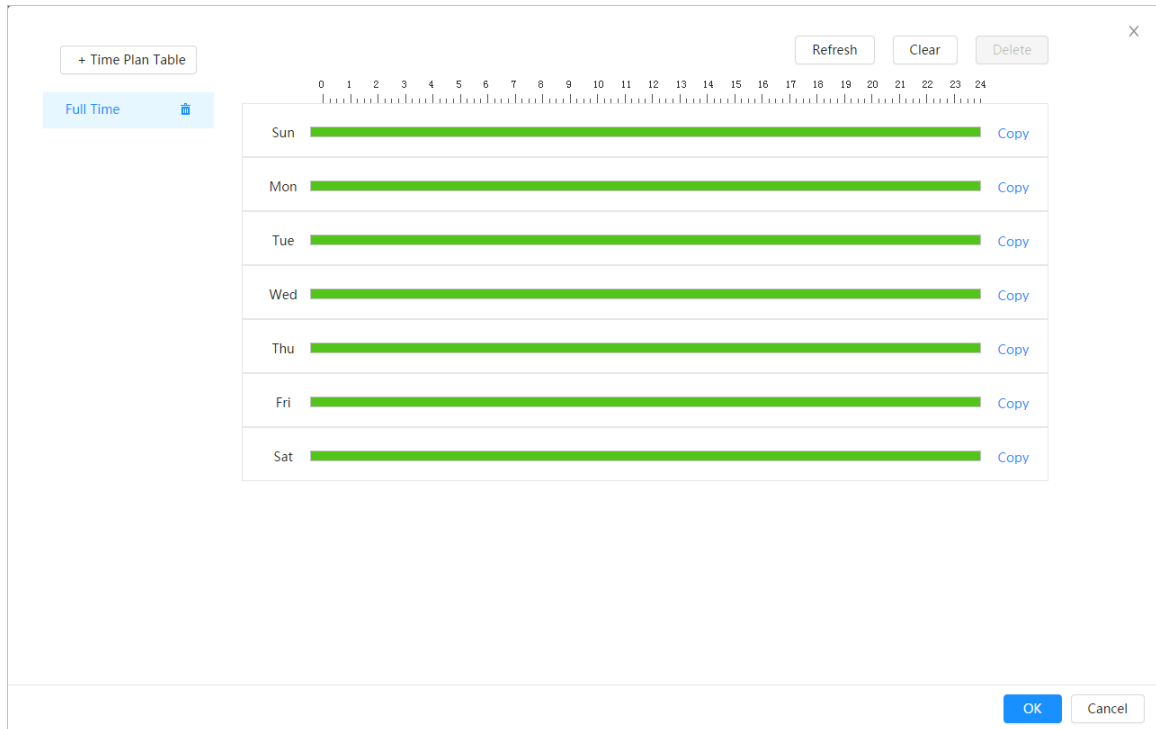 + Time Plan Table
Refresh
Clear
Delete
Full Time
0 1 2 3 4 5 6 7 8 9 10 11 12 13 14 15 16 17 18 19 20 21 22 23 24
Sun Copy
Mon Copy
Tue Copy
Wed Copy
Thu Copy
Fri Copy
Sat Copy
OK
Cancel